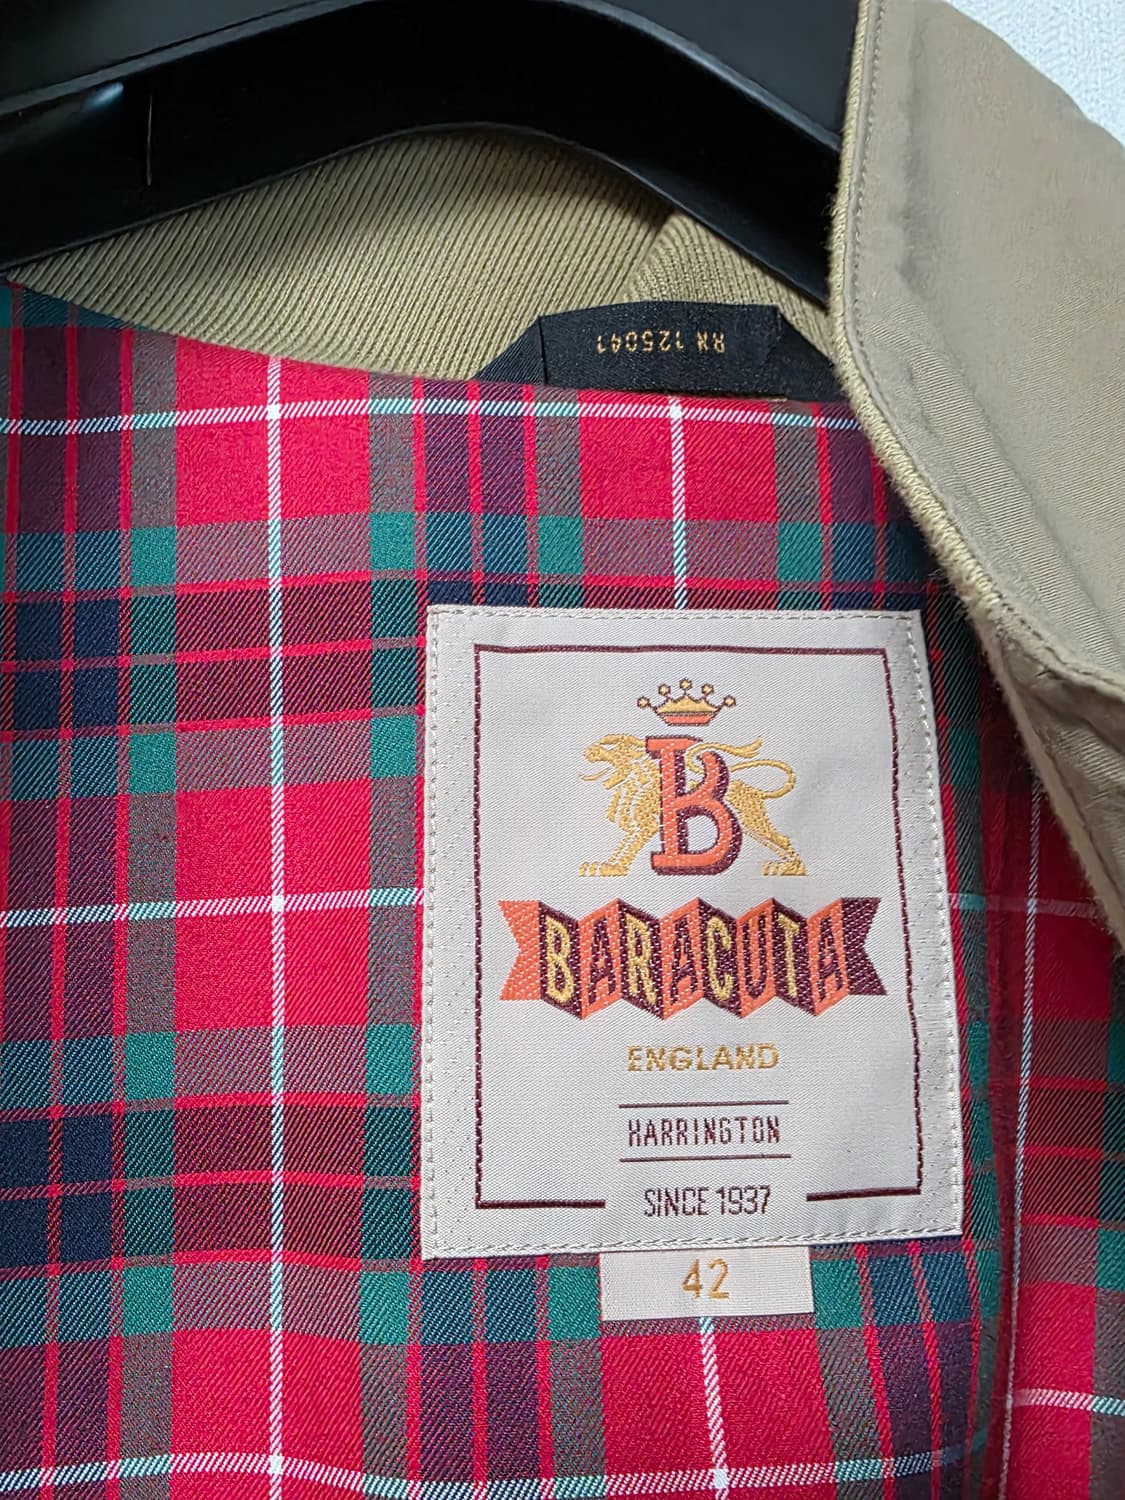 RN 125041
B
BARACUTA
ENGLAND
HARRINGTON
SINCE 1937
42